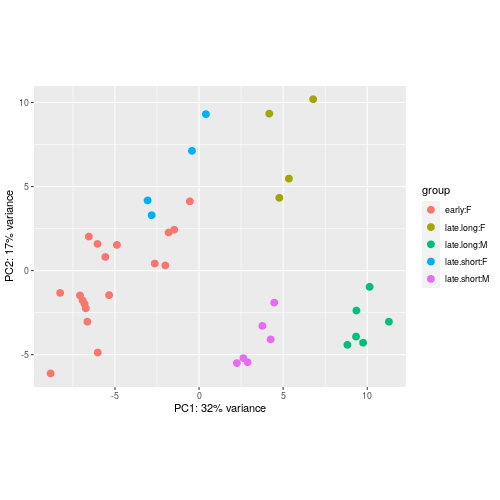 10
5
0
-5
-5
0
5
10
PC1: 32% variance
PC2: 17% variance
group
early:F
late.long:F
late.long:M
late.short:F
late.short:M